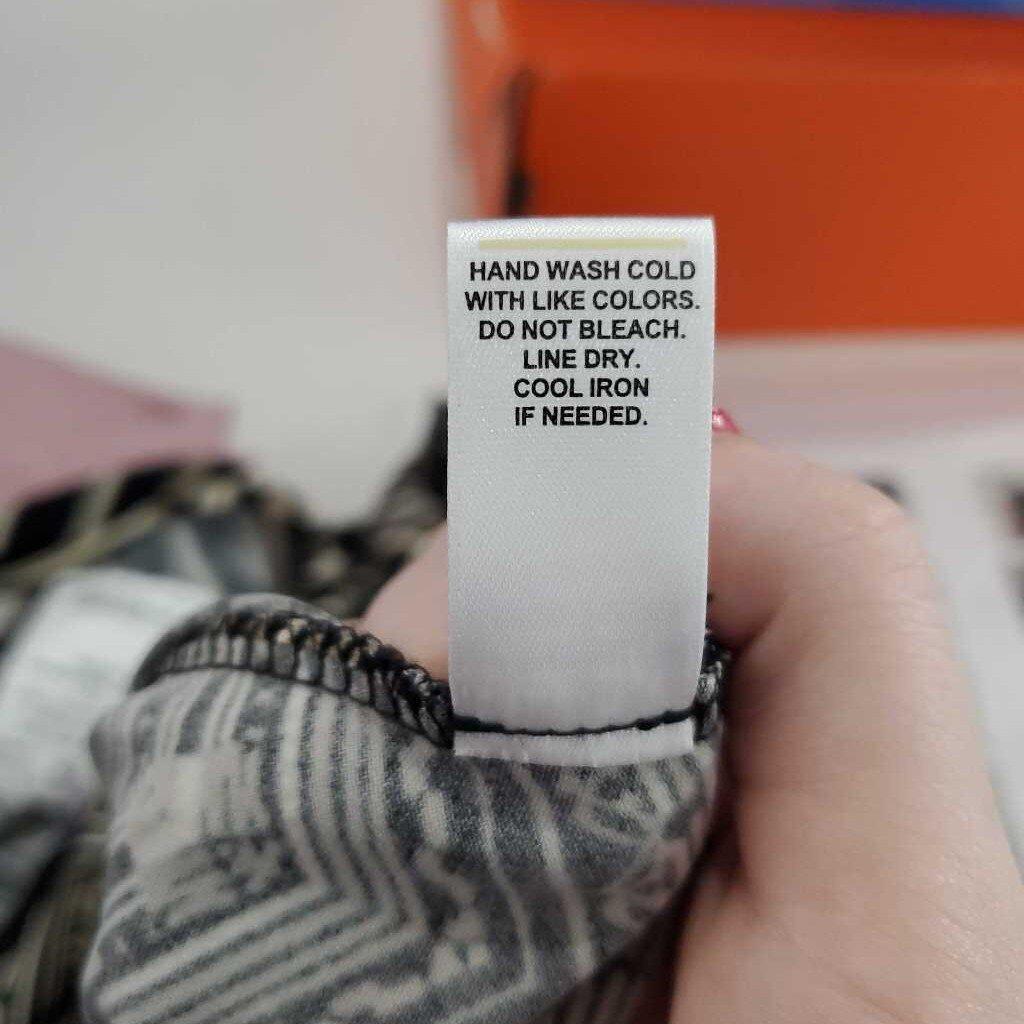 HAND WASH COLD
WITH LIKE COLORS.
DO NOT BLEACH.
LINE DRY.
COOL IRON
IF NEEDED.